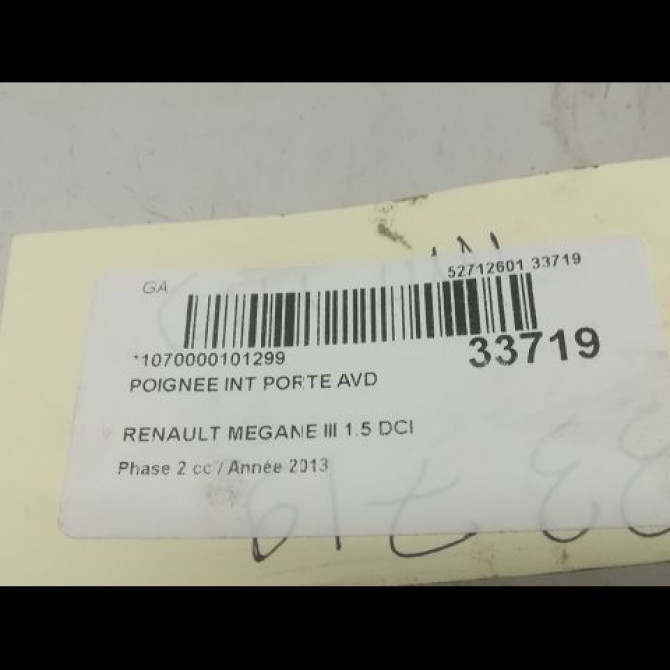 GA
52712601 33719
*1070000101299
33719
POIGNEE INT PORTE AVD
RENAULT MEGANE III 1.5 DCI
Phase 2 cc / Année 2013
33719